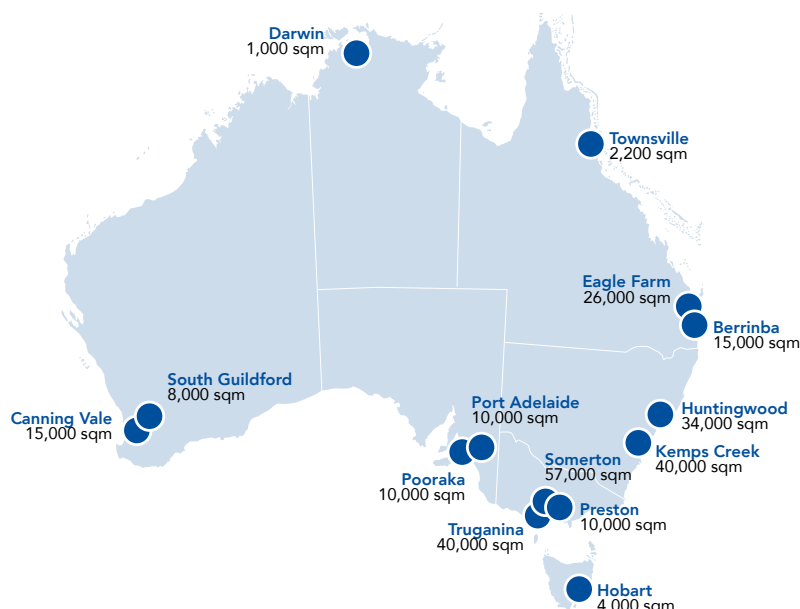 Darwin
1,000 sqm
Townsville
2,200 sqm
Eagle Farm
26,000 sqm
Berrinba
15,000 sqm
South Guildford
8,000 sqm
Canning Vale
15,000 sqm
Port Adelaide
10,000 sqm
Huntingwood
34,000 sqm
Kemps Creek
40,000 sqm
Somerton
57,000 sqm
Pooraka
10,000 sqm
Preston
10,000 sqm
Truganina
40,000 sqm
Hobart
4,000 sqm